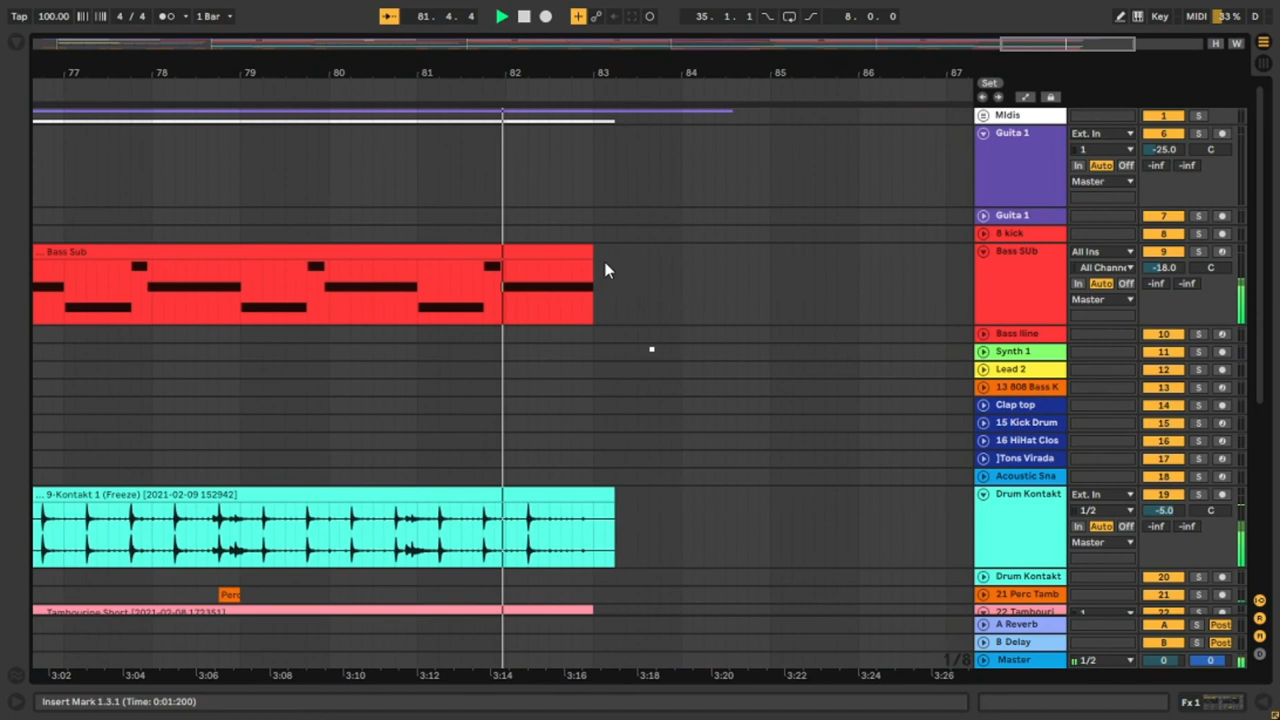 Tap 100.00 4 / 4 1 Bar 81. 4. 4 35. 1. 1 8. 0. 0 Key MIDI 33 % D
H W
77 78 79 80 81 82 83 84 85 86 87
Set
MIdis 1 S
Guita 1 Ext. In 6 S
1 -25.0 C
In Auto Off -inf -inf
Master
Guita 1 7 S
8 kick 8 S
... Bass Sub Bass SUb All Ins 9 S
All Channe -18.0 C
In Auto Off -inf -inf
Master
Bass lline 10 S
Synth 1 11 S
Lead 2 12 S
13 808 Bass K 13 S
Clap top 14 S
15 Kick Drum 15 S
16 HiHat Clos 16 S
]Tons Virada 17 S
Acoustic Sna 18 S
... 9-Kontakt 1 (Freeze) [2021-02-09 152942] Drum Kontakt Ext. In 19 S
1/2 -5.0 C
In Auto Off -inf -inf
Master
Drum Kontakt 20 S
Perc 21 Perc Tamb 21 S
Tambourine Short [2021-02-08 172351] 22 Tambouri 1 22 S
A Reverb A S Post
B Delay B S Post
1/8 Master 1/2 0 0
3:02 3:04 3:06 3:08 3:10 3:12 3:14 3:16 3:18 3:20 3:22 3:24 3:26
Insert Mark 1.3.1 (Time: 0:01:200) Fx 1